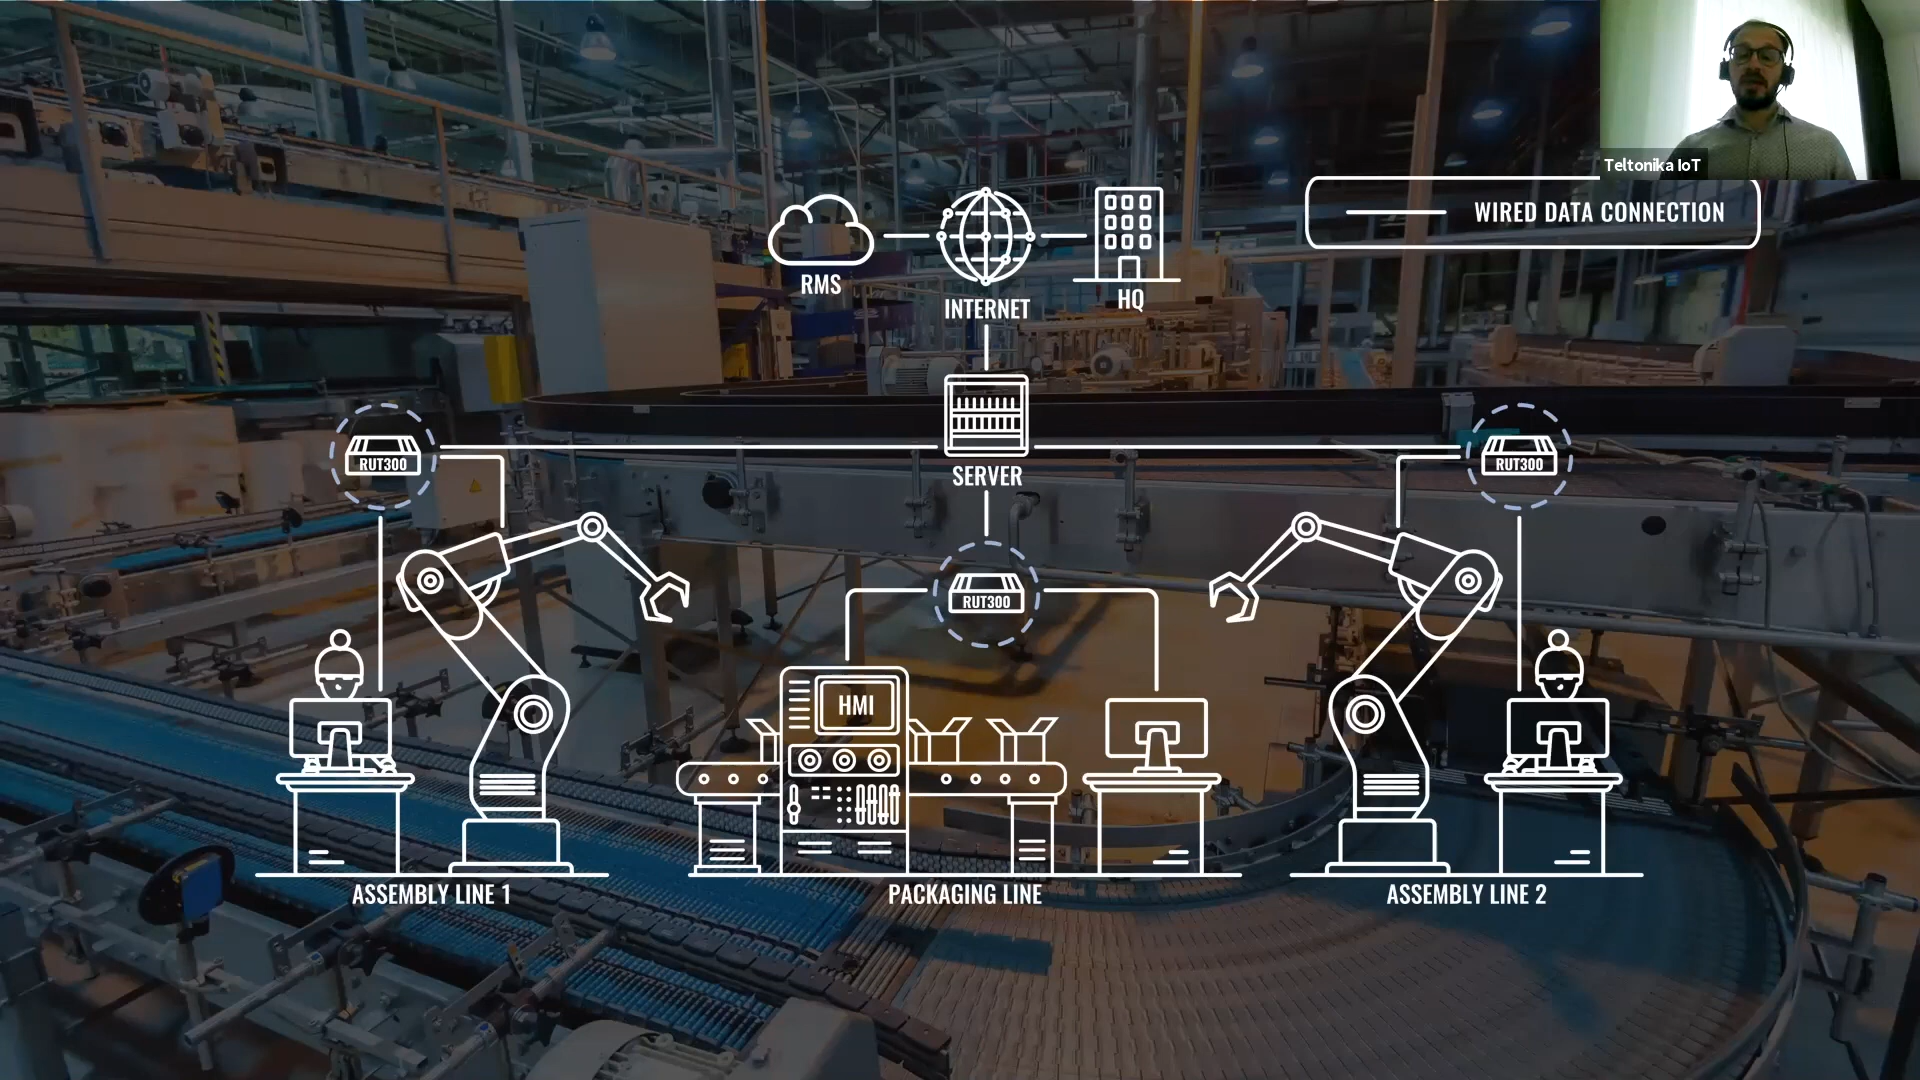 Teltonika IoT
WIRED DATA CONNECTION
RMS
INTERNET
HQ
SERVER
RUT300
RUT300
RUT300
HMI
ASSEMBLY LINE 1
PACKAGING LINE
ASSEMBLY LINE 2